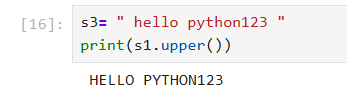 [16]: s3= " hello python123 "
print(s1.upper())
HELLO PYTHON123